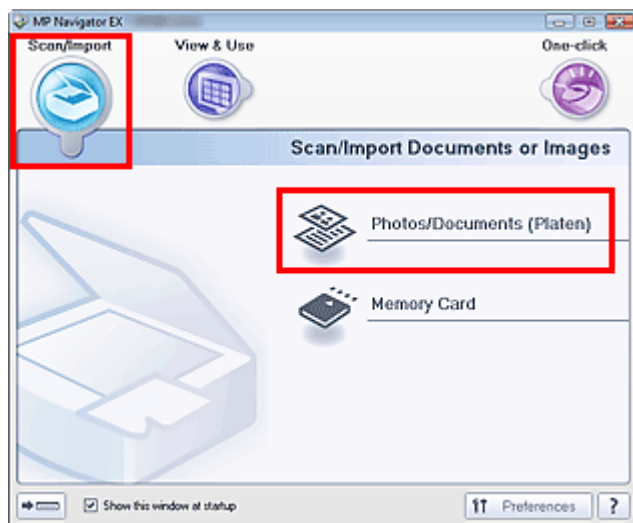 MP Navigator EX
Scan/Import
View & Use
One-click
Scan/Import Documents or Images
Photos/Documents (Platen)
Memory Card
Show this window at startup
Preferences
?